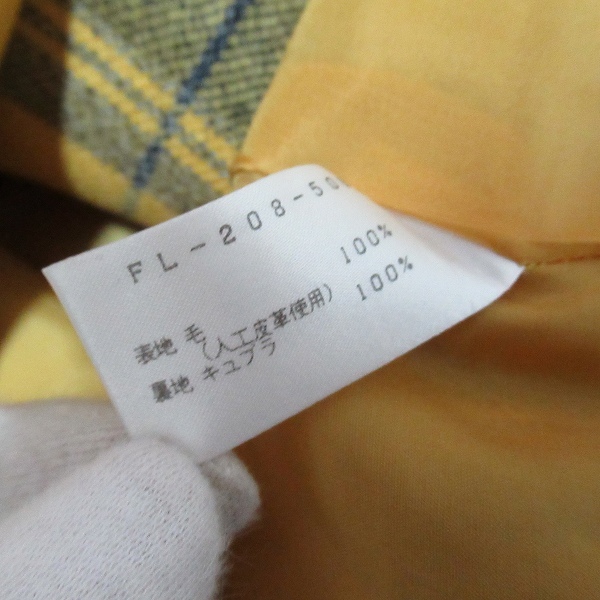 FL-208-50
表地 毛 100%
(人工皮革使用)
裏地 キュプラ 100%